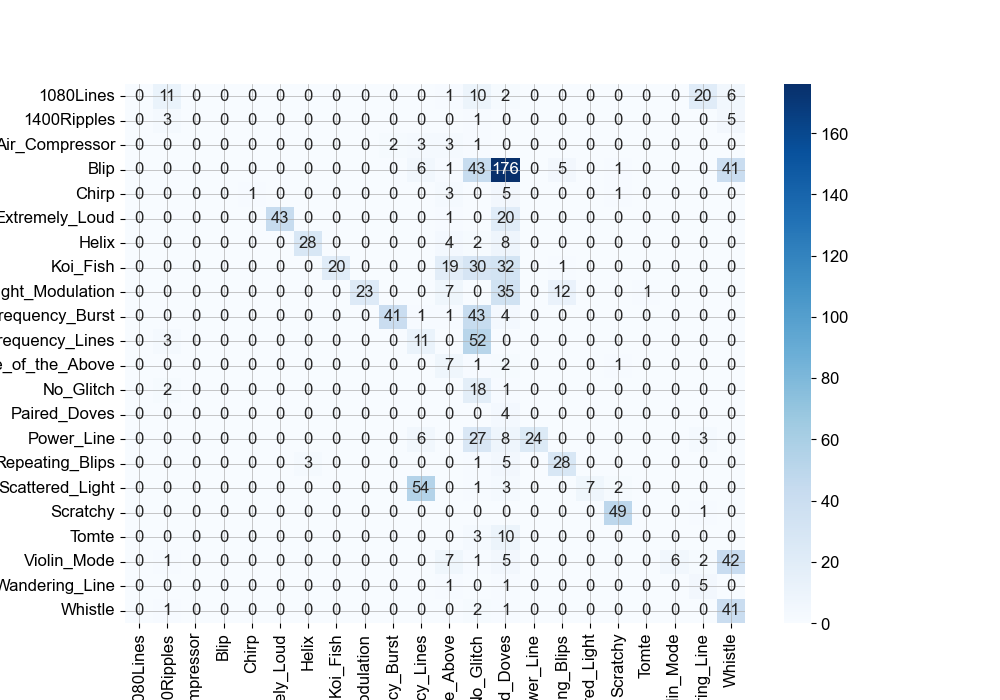 1080Lines 0 11 0 0 0 0 0 0 0 0 0 1 10 2 0 0 0 0 0 0 20 6
1400Ripples 0 3 0 0 0 0 0 0 0 0 0 0 1 0 0 0 0 0 0 0 0 5
Air_Compressor 0 0 0 0 0 0 0 0 0 2 3 3 1 0 0 0 0 0 0 0 0 0
Blip 0 0 0 0 0 0 0 0 0 0 6 1 43 176 0 5 0 1 0 0 0 41
Chirp 0 0 0 0 1 0 0 0 0 0 0 3 0 5 0 0 0 1 0 0 0 0
Extremely_Loud 0 0 0 0 0 43 0 0 0 0 0 1 0 20 0 0 0 0 0 0 0 0
Helix 0 0 0 0 0 0 28 0 0 0 0 4 2 8 0 0 0 0 0 0 0 0
Koi_Fish 0 0 0 0 0 0 0 20 0 0 0 19 30 32 0 1 0 0 0 0 0 0
ght_Modulation 0 0 0 0 0 0 0 0 23 0 0 7 0 35 0 12 0 0 1 0 0 0
requency_Burst 0 0 0 0 0 0 0 0 0 41 1 1 43 4 0 0 0 0 0 0 0 0
requency_Lines 0 3 0 0 0 0 0 0 0 0 11 0 52 0 0 0 0 0 0 0 0 0
e_of_the_Above 0 0 0 0 0 0 0 0 0 0 0 7 1 2 0 0 0 1 0 0 0 0
No_Glitch 0 2 0 0 0 0 0 0 0 0 0 0 18 1 0 0 0 0 0 0 0 0
Paired_Doves 0 0 0 0 0 0 0 0 0 0 0 0 0 4 0 0 0 0 0 0 0 0
Power_Line 0 0 0 0 0 0 0 0 0 0 6 0 27 8 24 0 0 0 0 0 3 0
Repeating_Blips 0 0 0 0 0 0 3 0 0 0 0 0 1 5 0 28 0 0 0 0 0 0
Scattered_Light 0 0 0 0 0 0 0 0 0 0 54 0 1 3 0 0 7 2 0 0 0 0
Scratchy 0 0 0 0 0 0 0 0 0 0 0 0 0 0 0 0 0 49 0 0 1 0
Tomte 0 0 0 0 0 0 0 0 0 0 0 0 3 10 0 0 0 0 0 0 0 0
Violin_Mode 0 1 0 0 0 0 0 0 0 0 0 7 1 5 0 0 0 0 0 6 2 42
Wandering_Line 0 0 0 0 0 0 0 0 0 0 0 1 0 1 0 0 0 0 0 0 5 0
Whistle 0 1 0 0 0 0 0 0 0 0 0 0 2 1 0 0 0 0 0 0 0 41
080Lines 0Ripples mpressor Blip Chirp ely_Loud Helix Koi_Fish odulation cy_Burst cy_Lines e_Above No_Glitch d_Doves wer_Line ng_Blips red_Light Scratchy Tomte in_Mode ring_Line Whistle
160
140
120
100
80
60
40
20
0